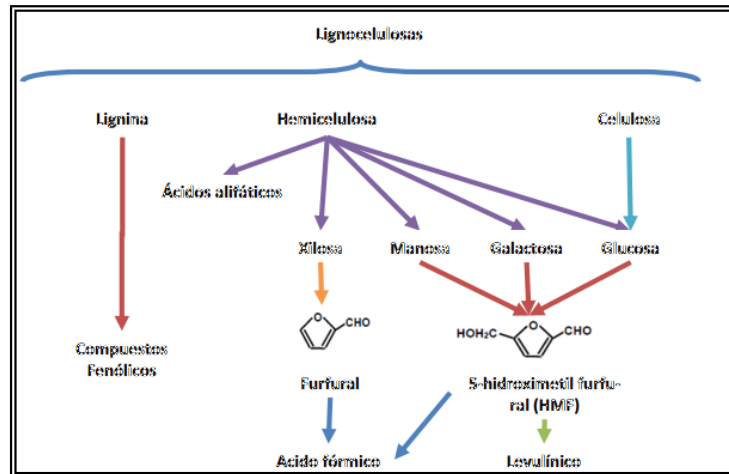 Lignocelulosas
Lignina Hemicelulosa Celulosa
Ácidos alifáticos
Xilosa Manosa Galactosa Glucosa
CHO
HOH₂C CHO
O O
Compuestos
Fenólicos
Furfural
5-hidroximetil furfu-
ral (HMF)
Acido fórmico Levulínico